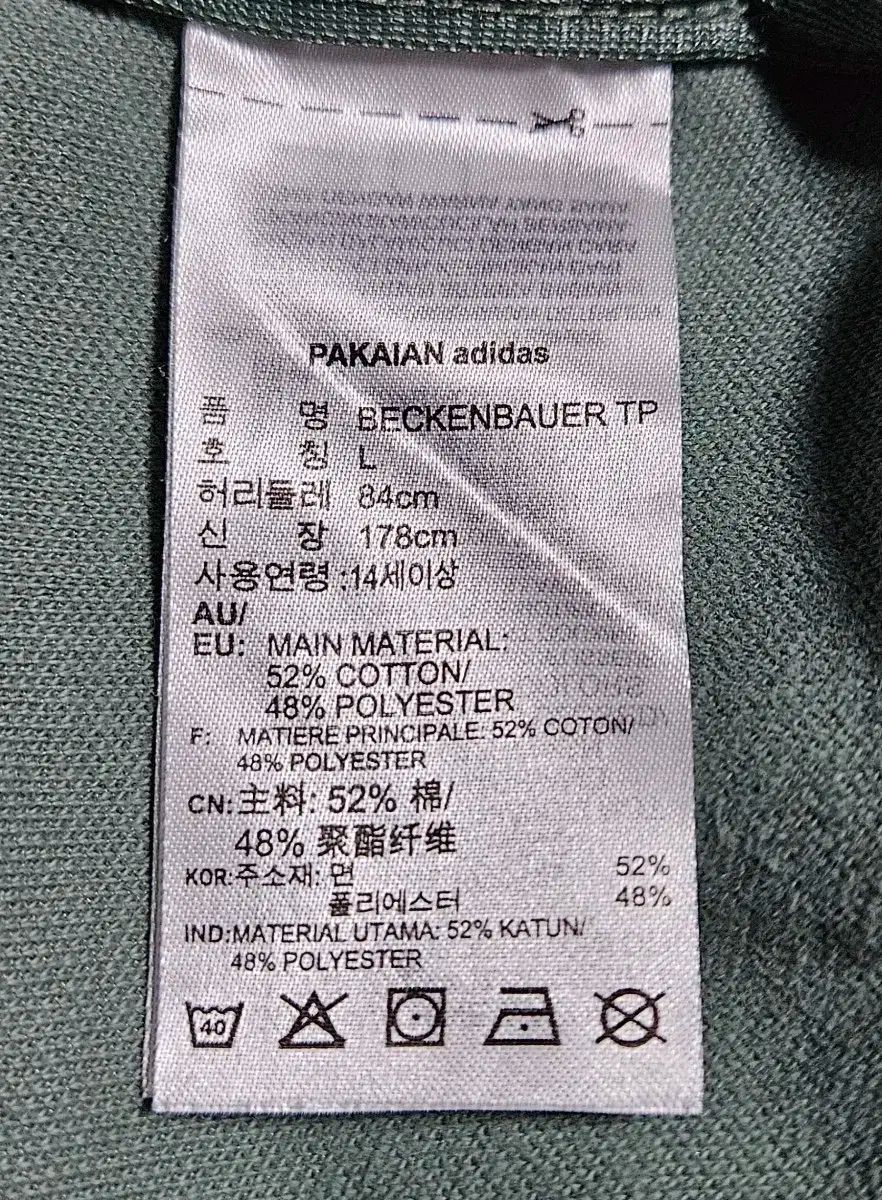 PAKAIAN adidas
품 명 BECKENBAUER TP
호 칭 L
허리둘레 84cm
신 장 178cm
사용연령 :14세이상
AU/
EU: MAIN MATERIAL:
52% COTTON/
48% POLYESTER
F: MATIERE PRINCIPALE: 52% COTON/
48% POLYESTER
CN:主料: 52% 棉/
48% 聚酯纤维
KOR:주소재: 면 52%
폴리에스터 48%
IND:MATERIAL UTAMA: 52% KATUN/
48% POLYESTER
40